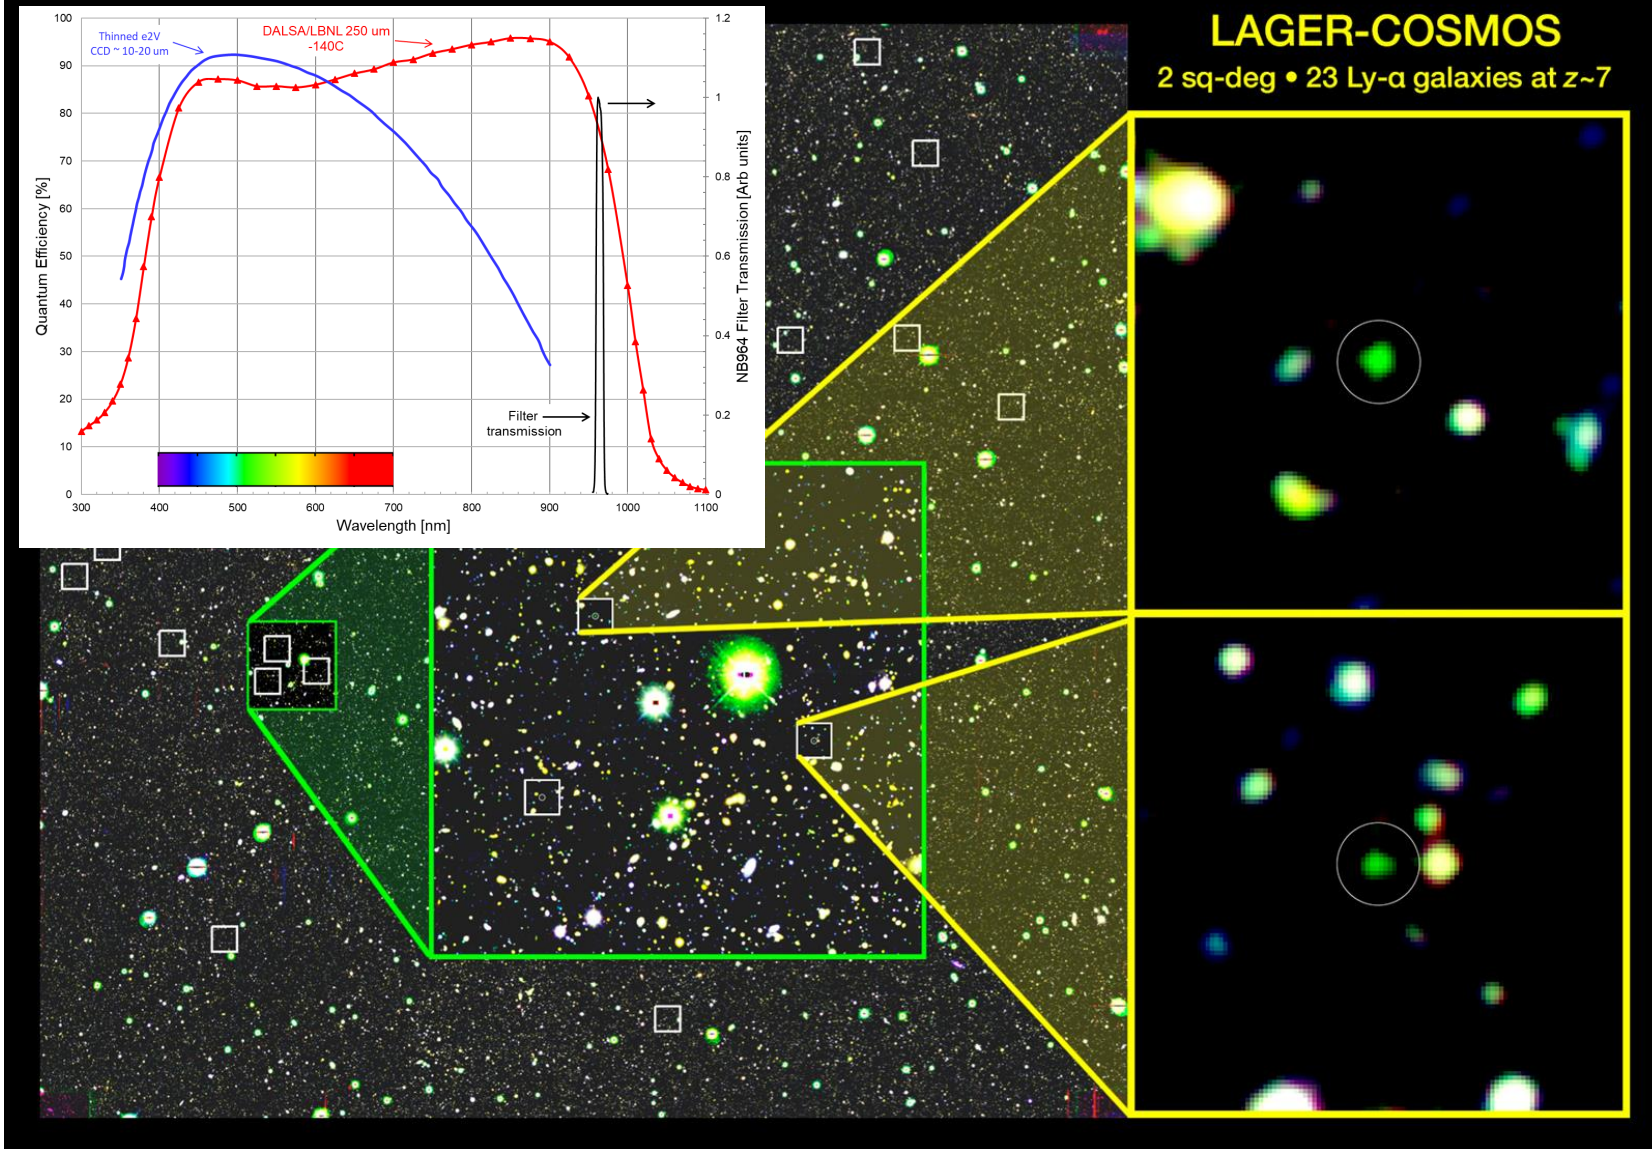 LAGER-COSMOS
2 sq-deg • 23 Ly-α galaxies at z~7
Thinned e2V
CCD ~ 10-20 um
DALSA/LBNL 250 um
-140C
Filter
transmission
Quantum Efficiency [%]
100
90
80
70
60
50
40
30
20
10
0
300
400
500
600
700
800
900
1000
1100
Wavelength [nm]
1.2
1
0.8
0.6
0.4
0.2
0
NB964 Filter Transmission [Arb units]